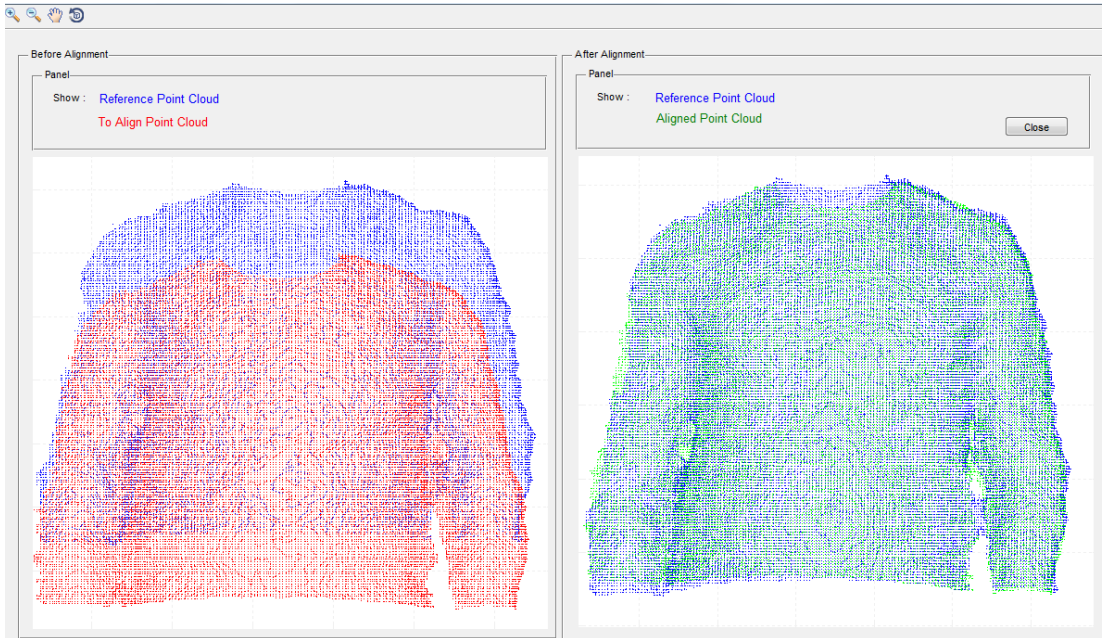 Before Alignment
Panel
Show : Reference Point Cloud
To Align Point Cloud
After Alignment
Panel
Show : Reference Point Cloud
Aligned Point Cloud
Close